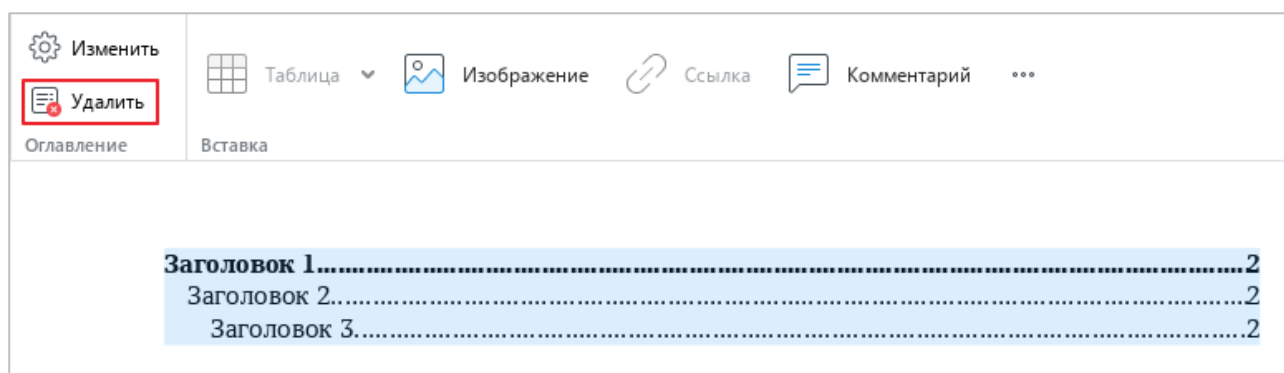 Изменить
Удалить
Оглавление
Таблица
Изображение
Ссылка
Комментарий
Вставка
Заголовок 1........................................................................................................................2
Заголовок 2........................................................................................................................2
Заголовок 3........................................................................................................................2